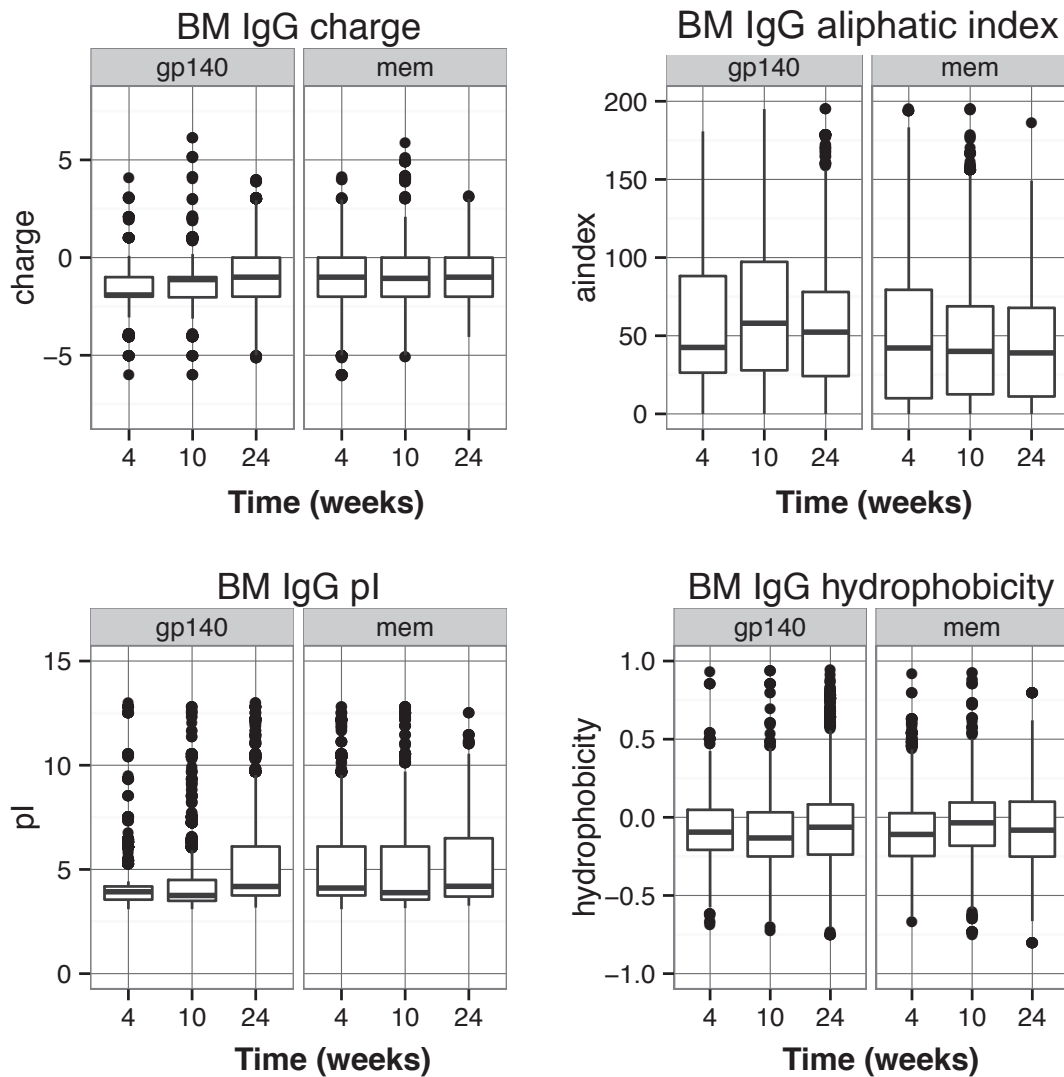 BM IgG charge
gp140 mem
5
0
−5
charge
4 10 24 4 10 24
Time (weeks)
BM IgG aliphatic index
gp140 mem
200
150
100
50
0
aindex
4 10 24 4 10 24
Time (weeks)
BM IgG pI
gp140 mem
15
10
5
0
pI
4 10 24 4 10 24
Time (weeks)
BM IgG hydrophobicity
gp140 mem
1.0
0.5
0.0
−0.5
−1.0
hydrophobicity
4 10 24 4 10 24
Time (weeks)